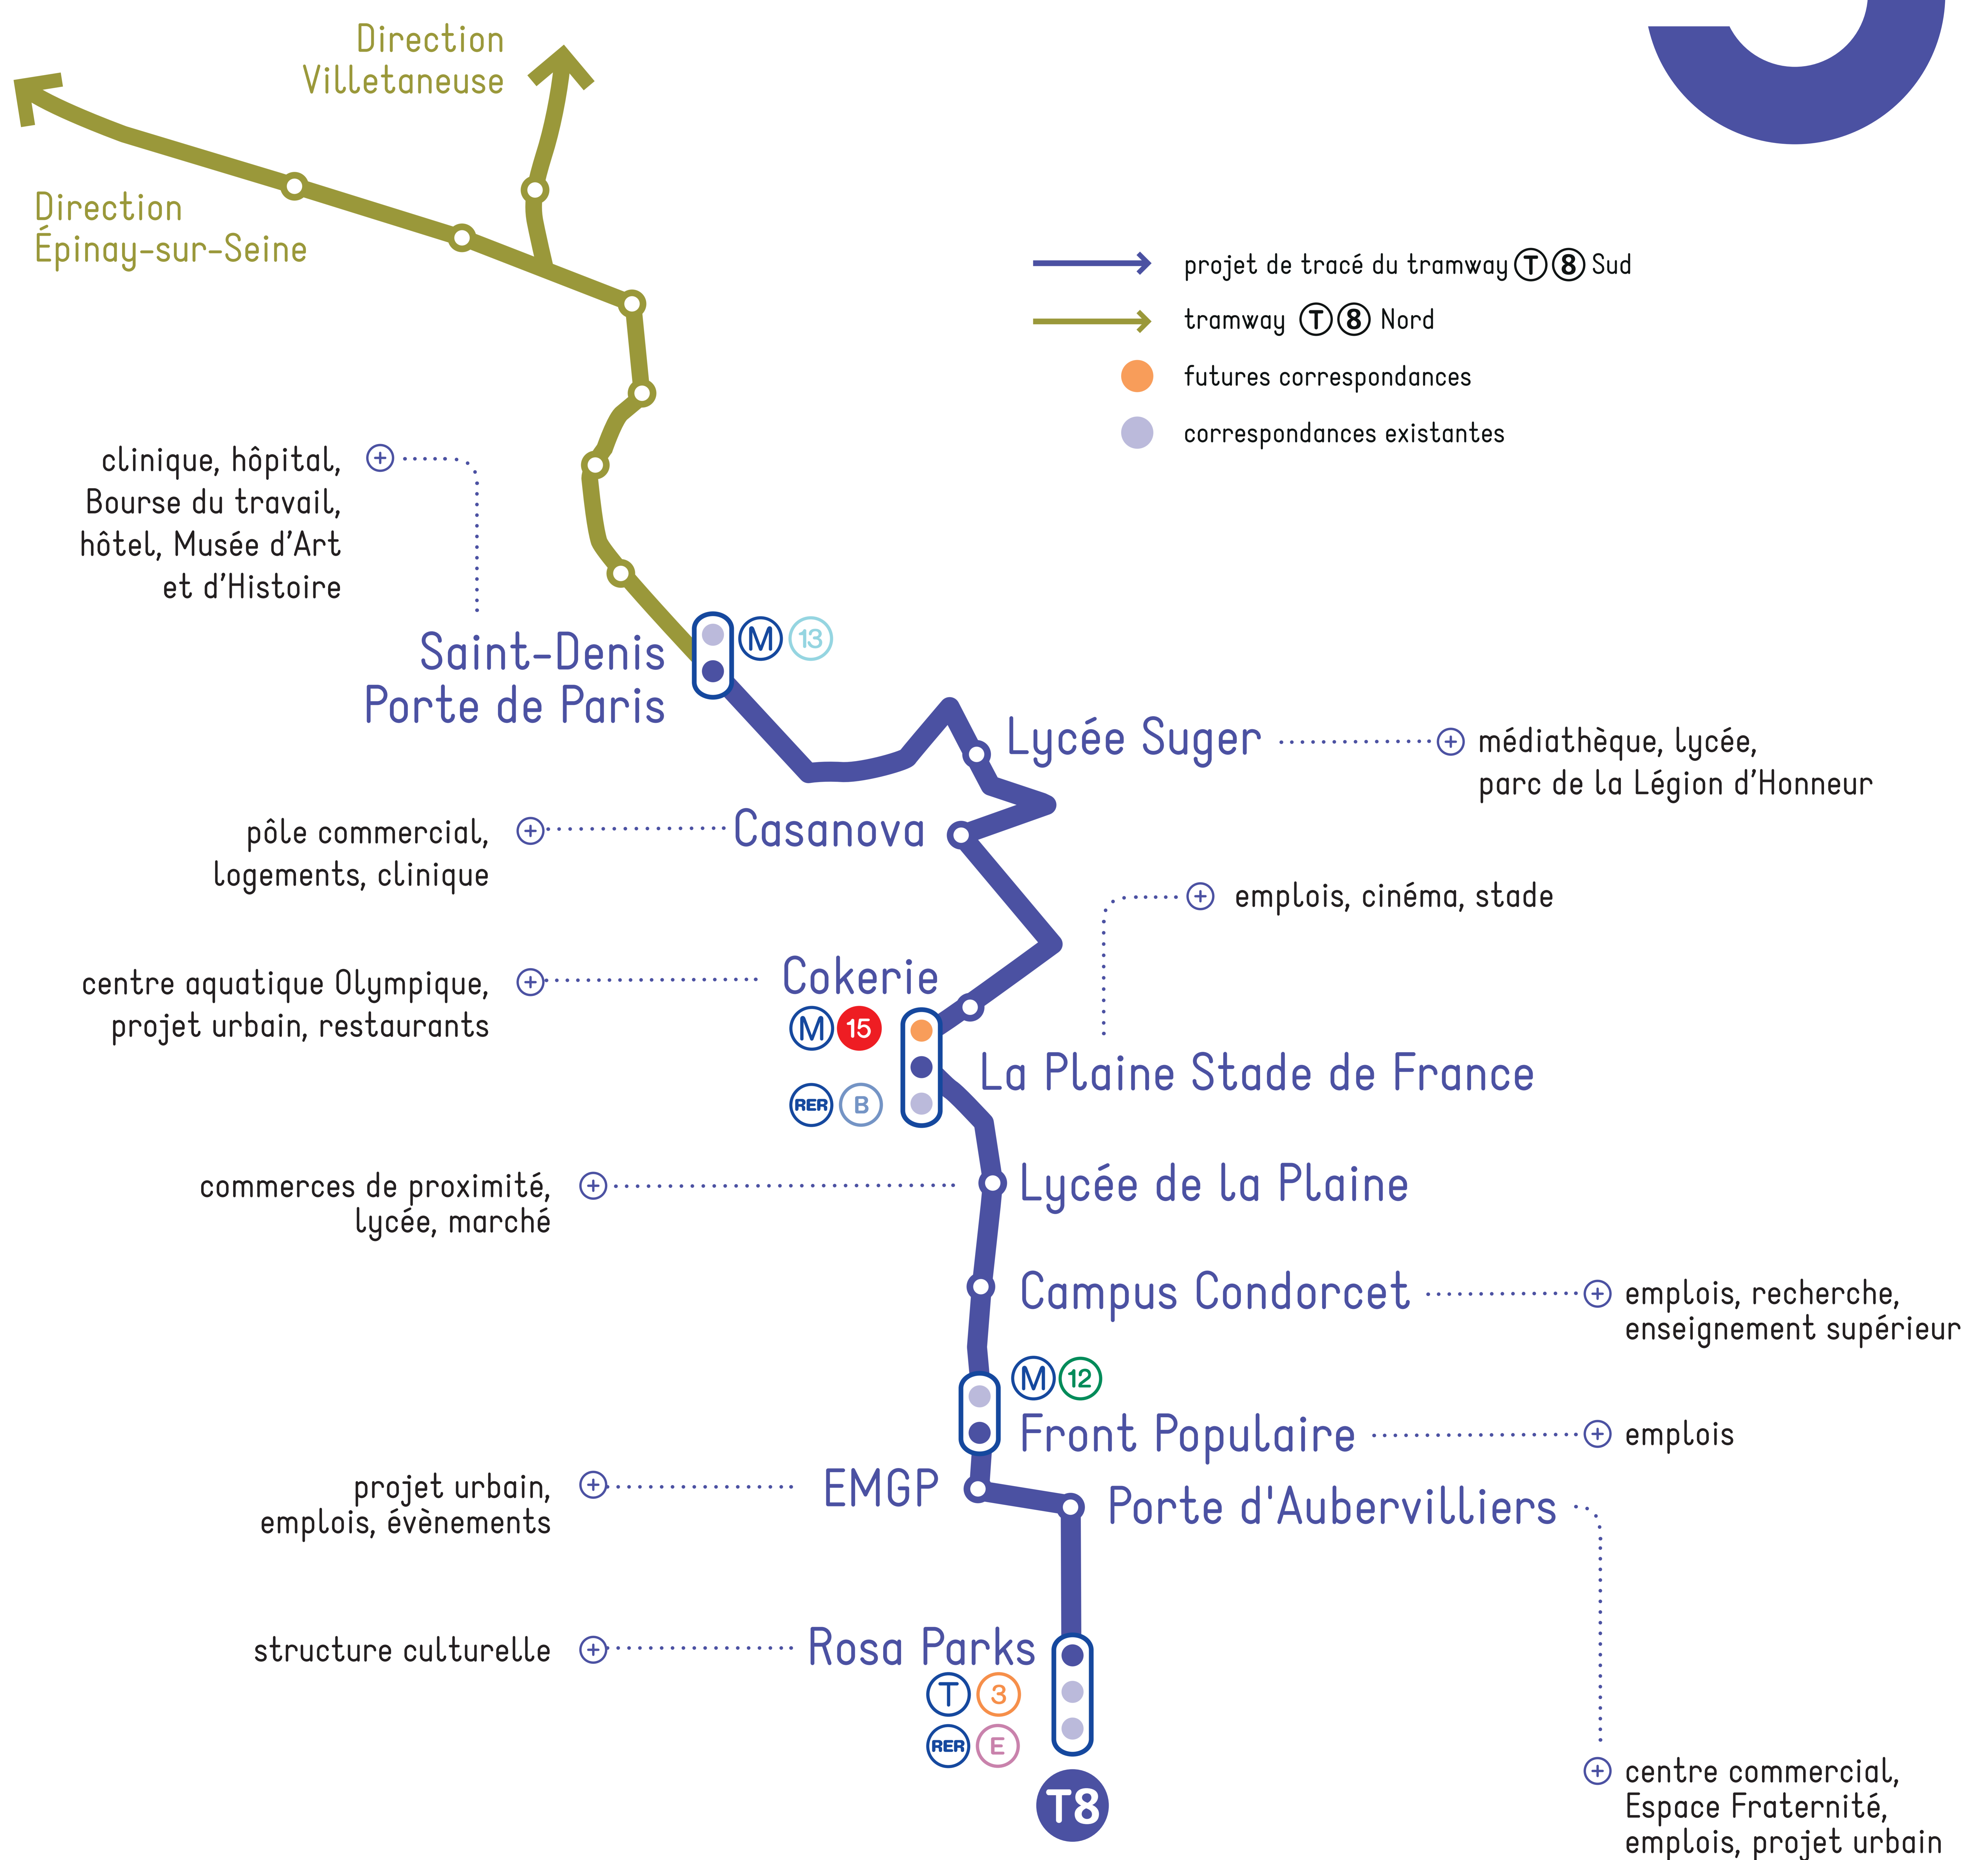 Direction
Villetaneuse
Direction
Épinay-sur-Seine
projet de tracé du tramway T 8 Sud
tramway T 8 Nord
futures correspondances
correspondances existantes
clinique, hôpital,
Bourse du travail,
hôtel, Musée d'Art
et d'Histoire
Saint-Denis
Porte de Paris
M 13
Lycée Suger
médiathèque, lycée,
parc de la Légion d'Honneur
pôle commercial,
logements, clinique
Casanova
emplois, cinéma, stade
centre aquatique Olympique,
projet urbain, restaurants
Cokerie
M 15
RER B
La Plaine Stade de France
commerces de proximité,
lycée, marché
Lycée de la Plaine
Campus Condorcet
emplois, recherche,
enseignement supérieur
M 12
Front Populaire
emplois
projet urbain,
emplois, évènements
EMGP
Porte d'Aubervilliers
structure culturelle
Rosa Parks
T 3
RER E
T8
centre commercial,
Espace Fraternité,
emplois, projet urbain